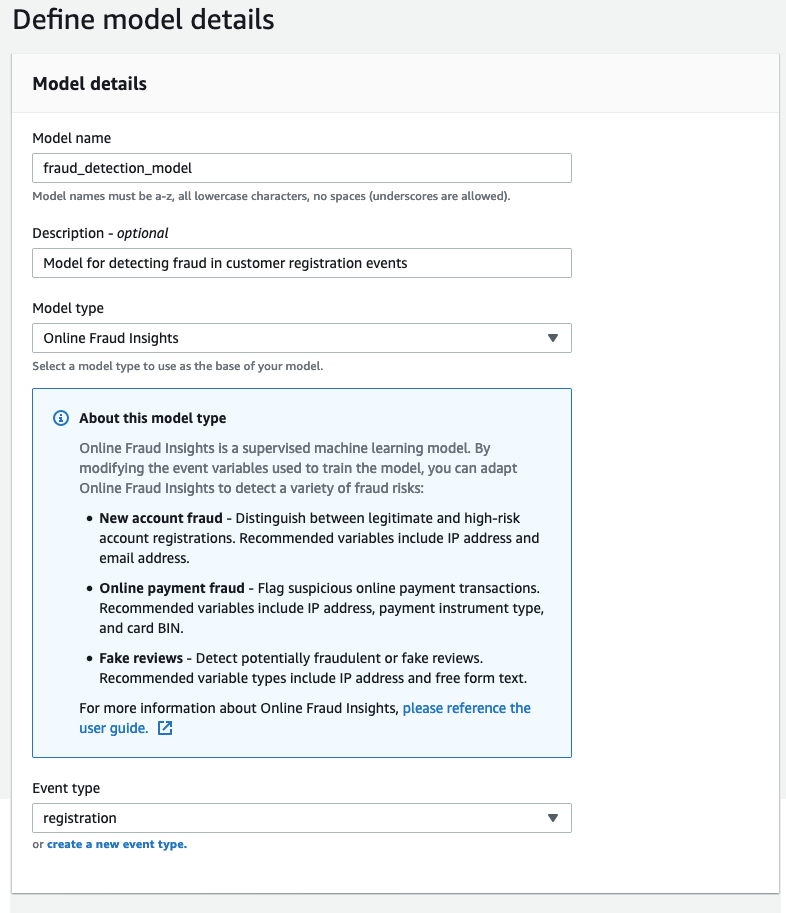 Define model details
Model details
Model name
fraud_detection_model
Model names must be a-z, all lowercase characters, no spaces (underscores are allowed).
Description - optional
Model for detecting fraud in customer registration events
Model type
Online Fraud Insights
Select a model type to use as the base of your model.
About this model type
Online Fraud Insights is a supervised machine learning model. By
modifying the event variables used to train the model, you can adapt
Online Fraud Insights to detect a variety of fraud risks:
• New account fraud - Distinguish between legitimate and high-risk
account registrations. Recommended variables include IP address and
email address.
• Online payment fraud - Flag suspicious online payment transactions.
Recommended variables include IP address, payment instrument type,
and card BIN.
• Fake reviews - Detect potentially fraudulent or fake reviews.
Recommended variable types include IP address and free form text.
For more information about Online Fraud Insights, please reference the
user guide.
Event type
registration
or create a new event type.